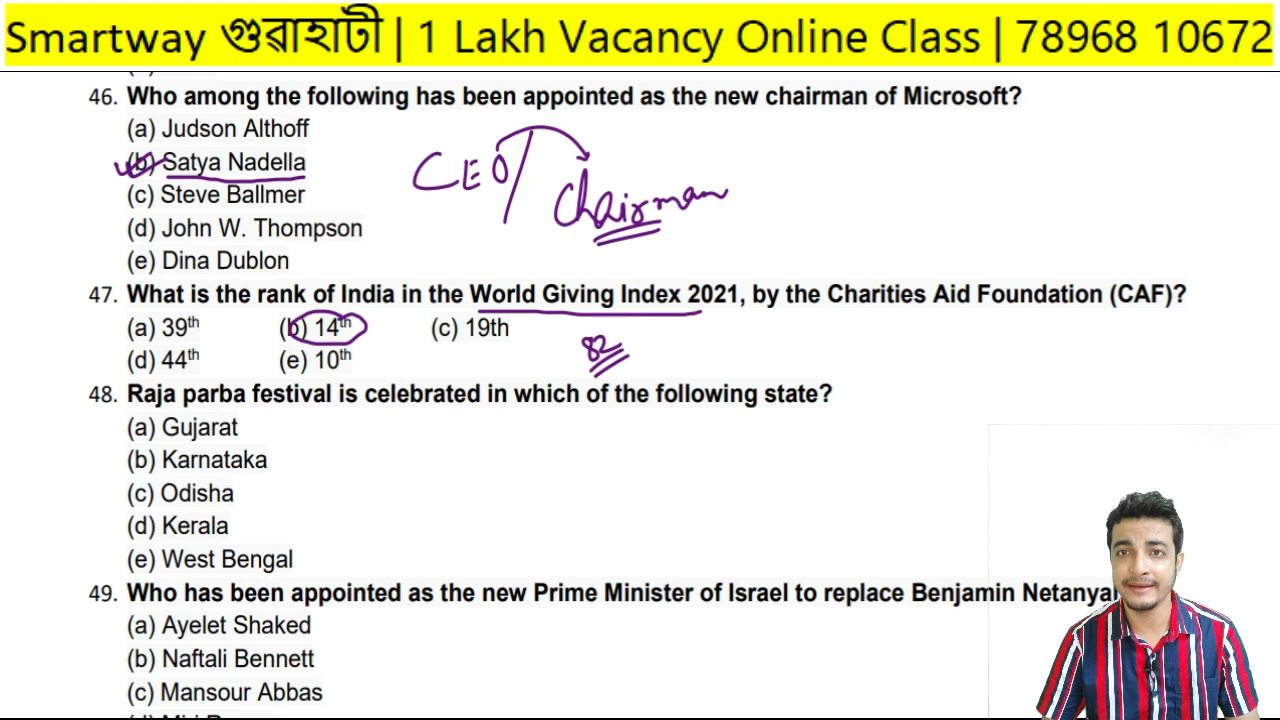 Smartway গুৱাহাটী | 1 Lakh Vacancy Online Class | 78968 10672
46. Who among the following has been appointed as the new chairman of Microsoft?
(a) Judson Althoff
(b) Satya Nadella
(c) Steve Ballmer
(d) John W. Thompson
(e) Dina Dublon
CEO/
Chairman
47. What is the rank of India in the World Giving Index 2021, by the Charities Aid Foundation (CAF)?
(a) 39th (b) 14th (c) 19th
(d) 44th (e) 10th
82
48. Raja parba festival is celebrated in which of the following state?
(a) Gujarat
(b) Karnataka
(c) Odisha
(d) Kerala
(e) West Bengal
49. Who has been appointed as the new Prime Minister of Israel to replace Benjamin
(a) Ayelet Shaked
(b) Naftali Bennett
(c) Mansour Abbas